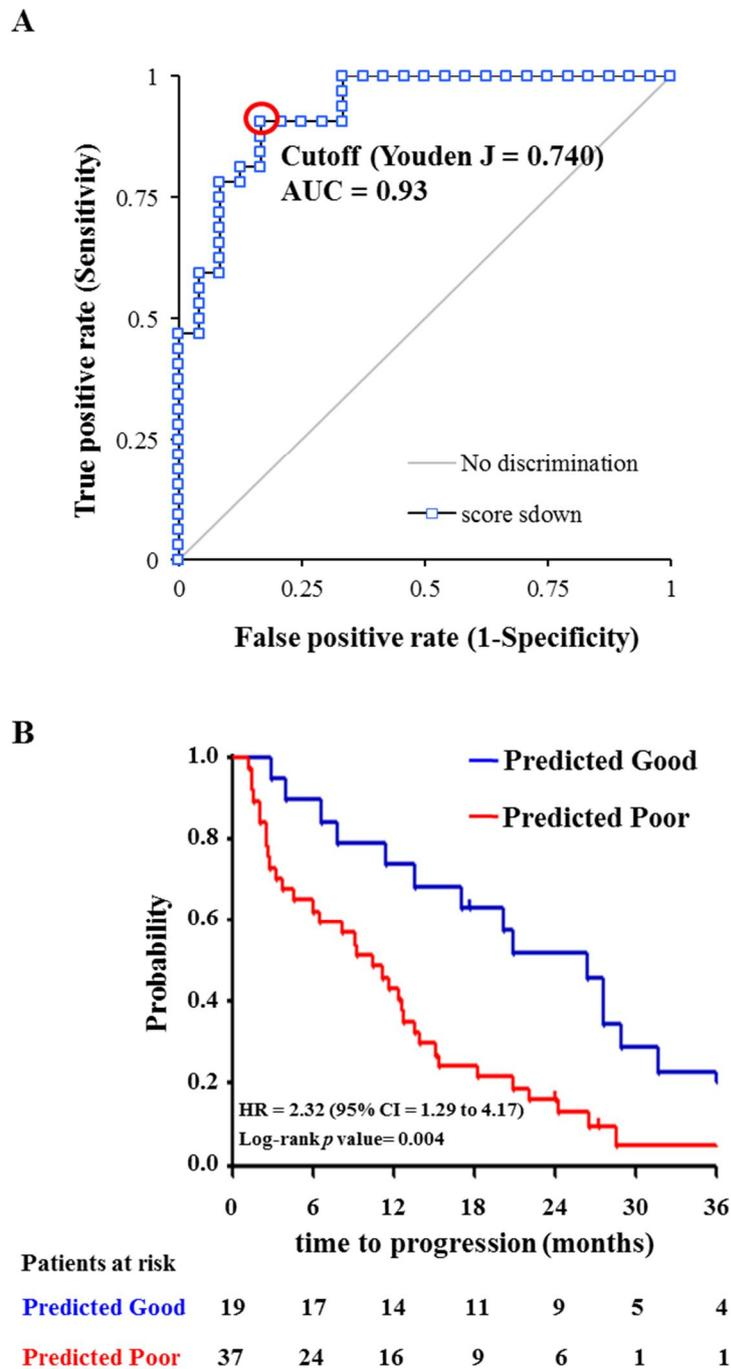 A
1
0.75
0.5
0.25
0
True positive rate (Sensitivity)
Cutoff (Youden J = 0.740)
AUC = 0.93
No discrimination
score sdown
0 0.25 0.5 0.75 1
False positive rate (1-Specificity)
B
1.0
0.8
0.6
0.4
0.2
0.0
Probability
Predicted Good
Predicted Poor
HR = 2.32 (95% CI = 1.29 to 4.17)
Log-rank p value= 0.004
0 6 12 18 24 30 36
time to progression (months)
Patients at risk
Predicted Good 19 17 14 11 9 5 4
Predicted Poor 37 24 16 9 6 1 1